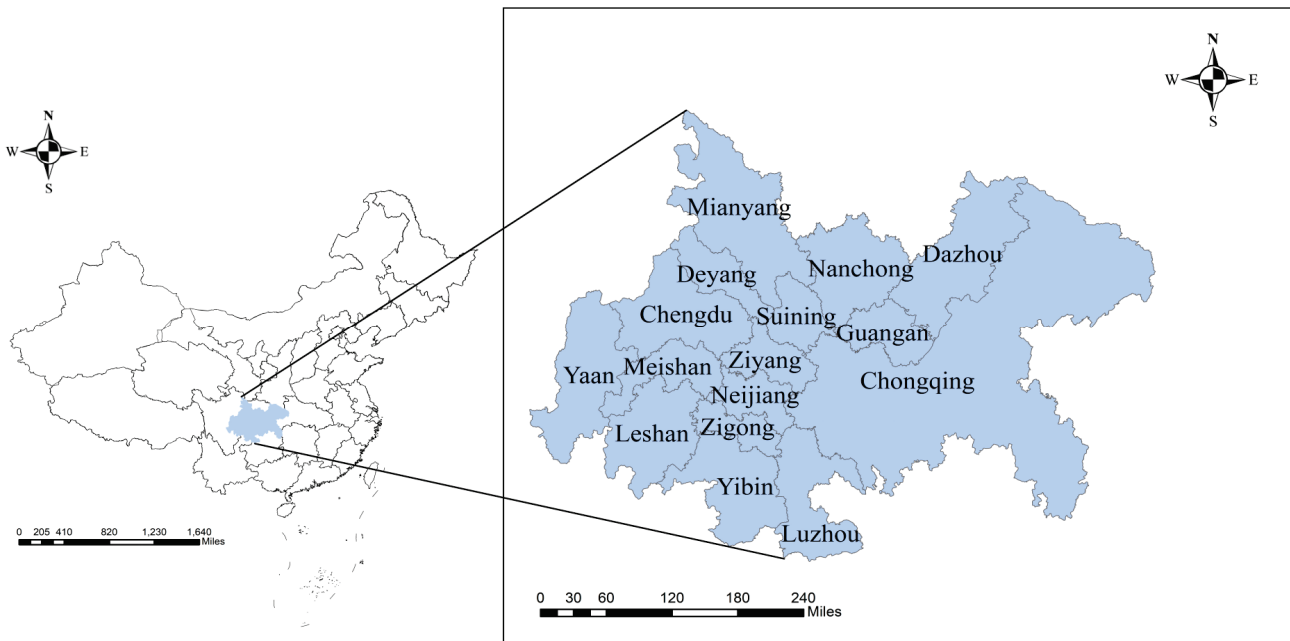 N
W E
S
0 205 410 820 1,230 1,640
Miles
N
W E
S
Mianyang
Dazhou
Nanchong
Deyang
Chengdu
Suining
Guangan
Ziyang
Meishan
Yaan
Chongqing
Neijiang
Zigong
Leshan
Yibin
Luzhou
0 30 60 120 180 240
Miles